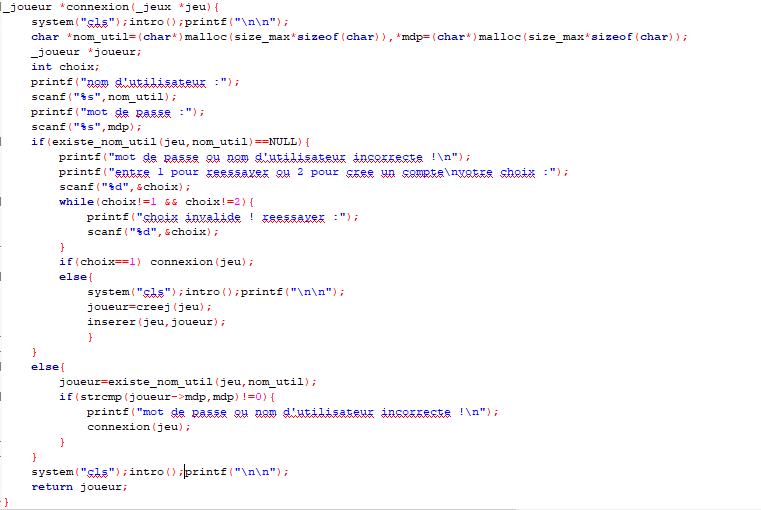 _joueur *connexion(_jeux *jeu){
system("cls");intro();printf("\n\n");
char *nom_util=(char*)malloc(size_max*sizeof(char)),*mdp=(char*)malloc(size_max*sizeof(char));
_joueur *joueur;
int choix;
printf("nom d'utilisateur :");
scanf("%s",nom_util);
printf("mot de passe :");
scanf("%s",mdp);
if(existe_nom_util(jeu,nom_util)==NULL){
printf("mot de passe ou nom d'utilisateur incorrecte !\n");
printf("entre 1 pour reessayer ou 2 pour cree un compte\nvotre choix :");
scanf("%d",&choix);
while(choix!=1 && choix!=2){
printf("choix invalide ! reessayer :");
scanf("%d",&choix);
}
if(choix==1) connexion(jeu);
else{
system("cls");intro();printf("\n\n");
joueur=creej(jeu);
inserer(jeu,joueur);
}
}
else{
joueur=existe_nom_util(jeu,nom_util);
if(strcmp(joueur->mdp,mdp)!=0){
printf("mot de passe ou nom d'utilisateur incorrecte !\n");
connexion(jeu);
}
}
system("cls");intro();printf("\n\n");
return joueur;
}